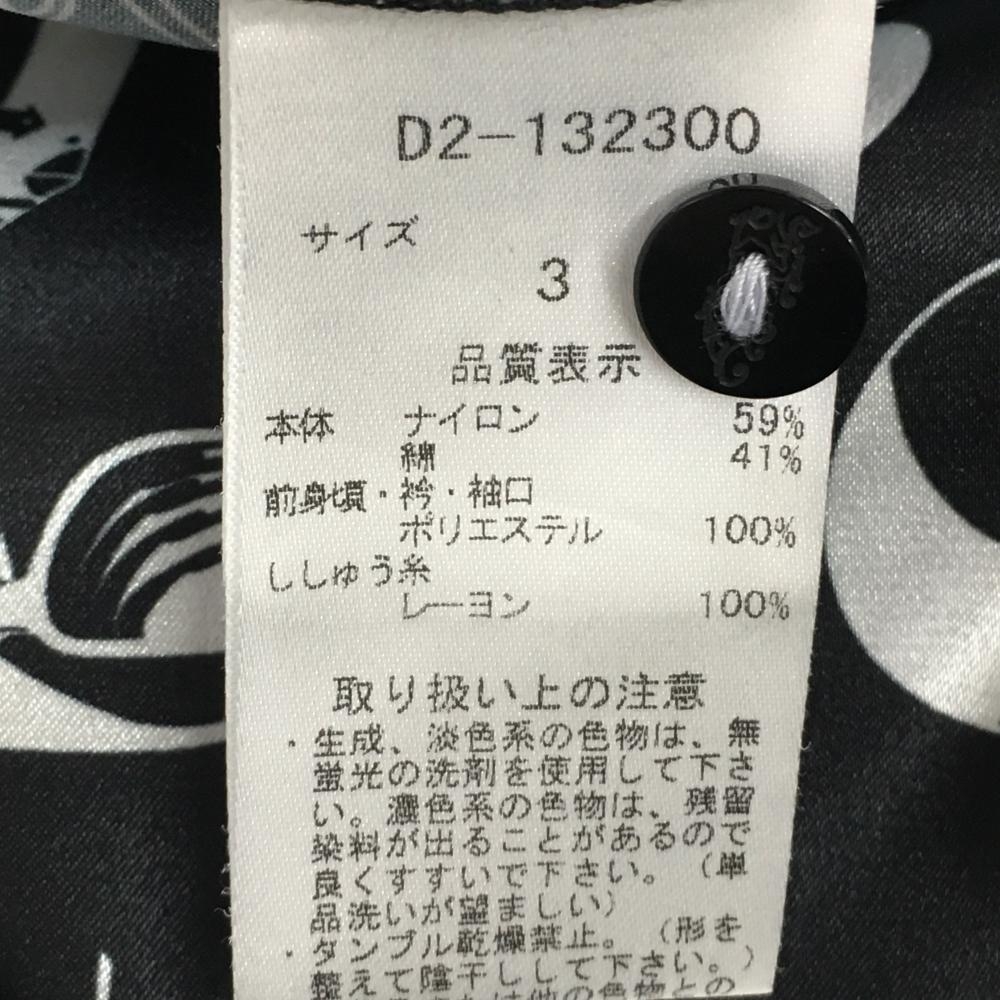 D2-132300
サイズ
3
品質表示
本体 ナイロン 59%
綿 41%
前身頃・衿・袖口
ポリエステル 100%
ししゅう糸
レーヨン 100%
取り扱い上の注意
・生成、淡色系の色物は、無
蛍光の洗剤を使用して下さ
い。濃色系の色物は、残留
染料が出ることがあるので
良くすすいで下さい。（単
品洗いが望ましい）
・タンブル乾燥禁止。（形を
整えて陰干しして下さい。）
は他の色物との